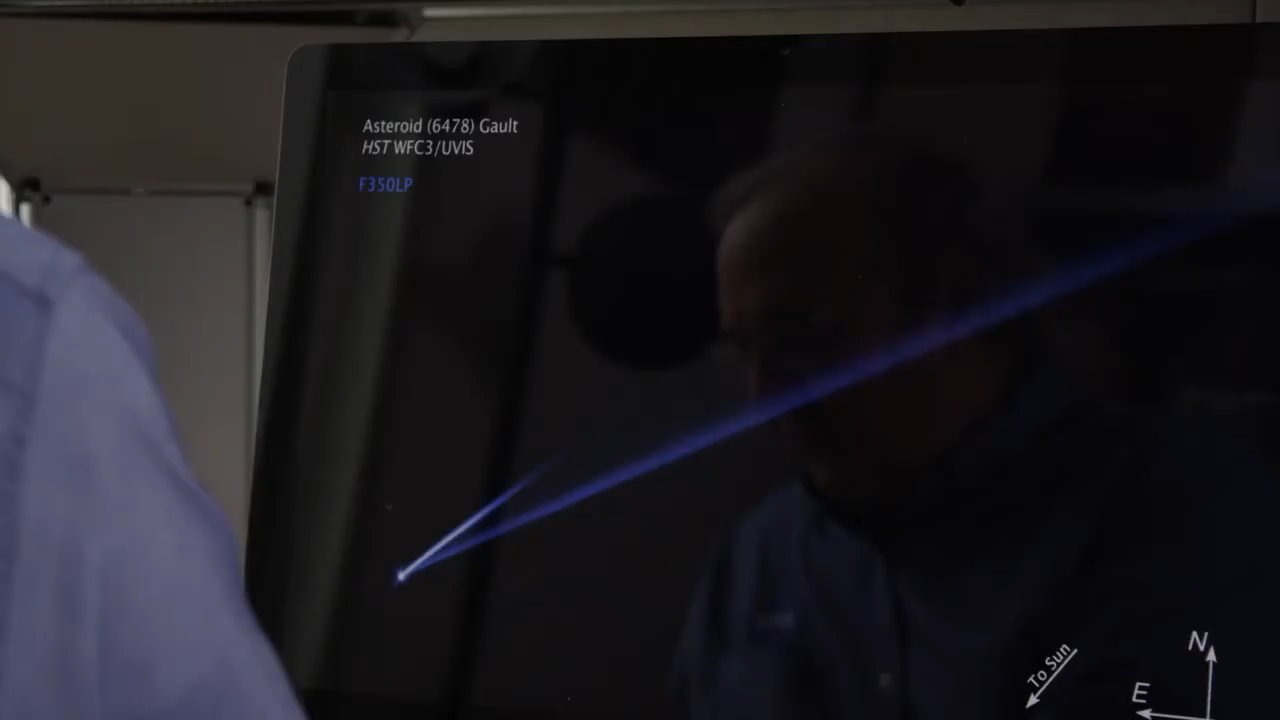 Asteroid (6478) Gault
HST WFC3/UVIS
F350LP
To Sun
N
E